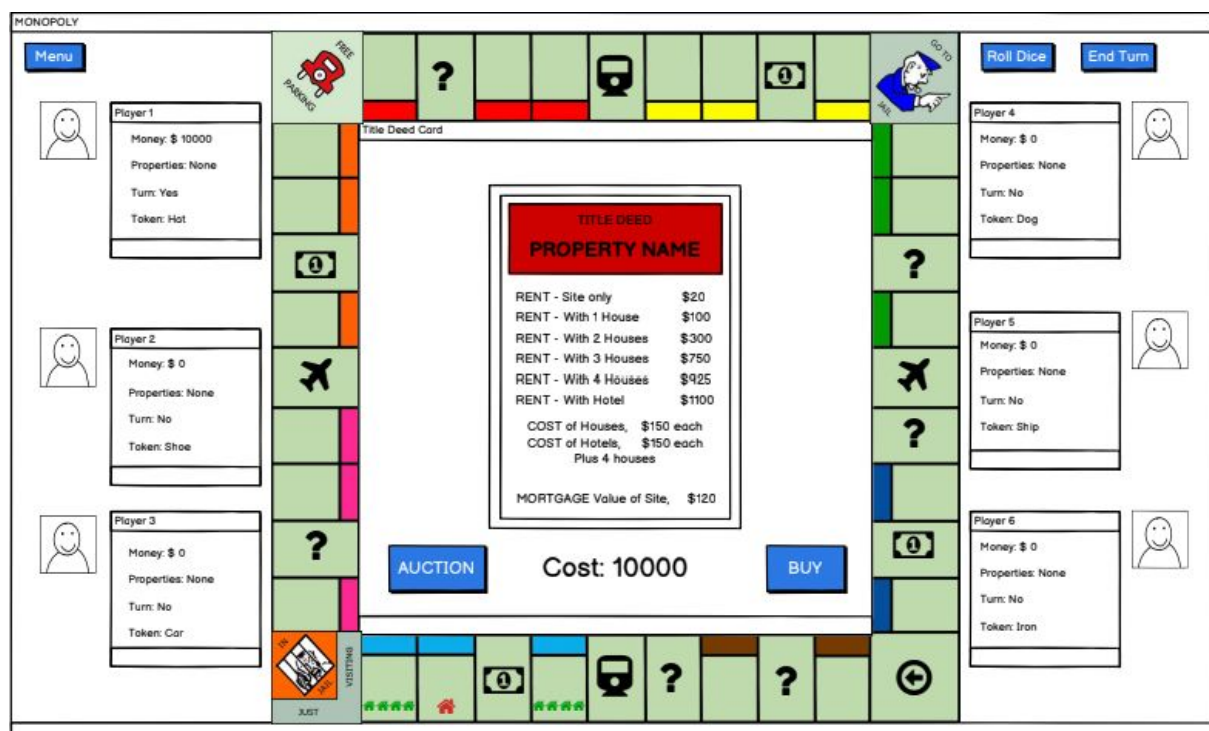 MONOPOLY
Menu
Roll Dice
End Turn
FREE
PARKING
GO TO
JAIL
Player 1
Money: $ 10000
Properties: None
Turn: Yes
Token: Hat
Player 2
Money: $ 0
Properties: None
Turn: No
Token: Shoe
Player 3
Money: $ 0
Properties: None
Turn: No
Token: Car
Title Deed Card
TITLE DEED
PROPERTY NAME
RENT - Site only $20
RENT - With 1 House $100
RENT - With 2 Houses $300
RENT - With 3 Houses $750
RENT - With 4 Houses $925
RENT - With Hotel $1100
COST of Houses, $150 each
COST of Hotels, $150 each
Plus 4 houses
MORTGAGE Value of Site, $120
AUCTION
Cost: 10000
BUY
Player 4
Money: $ 0
Properties: None
Turn: No
Token: Dog
Player 5
Money: $ 0
Properties: None
Turn: No
Token: Ship
Player 6
Money: $ 0
Properties: None
Turn: No
Token: Iron
IN
JAIL
JUST
VISITING
?
?
?
?
?
?
1
1
1
1